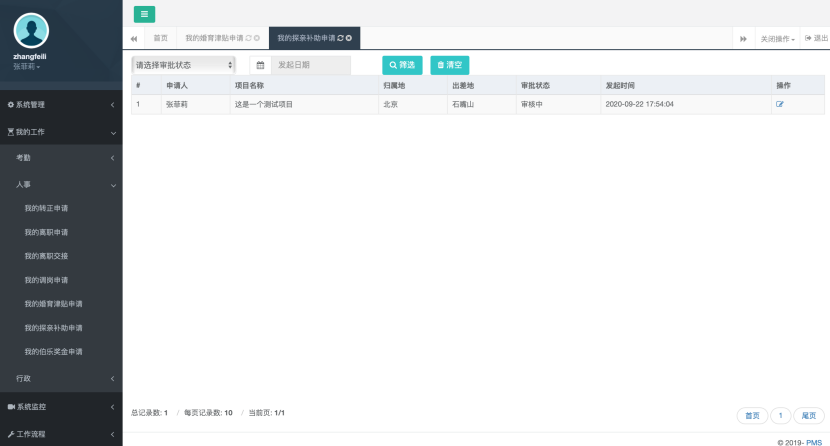 首页 我的婚育津贴申请 我的探亲补助申请 关闭操作 退出
zhangfeili
张菲莉
系统管理
我的工作
考勤
人事
我的转正申请
我的离职申请
我的离职交接
我的调岗申请
我的婚育津贴申请
我的探亲补助申请
我的伯乐奖金申请
行政
系统监控
工作流程
请选择审批状态 发起日期 筛选 清空
# 申请人 项目名称 归属地 出差地 审批状态 发起时间 操作
1 张菲莉 这是一个测试项目 北京 石嘴山 审核中 2020-09-22 17:54:04
总记录数: 1 / 每页记录数: 10 / 当前页: 1/1
首页 1 尾页
© 2019- PMS